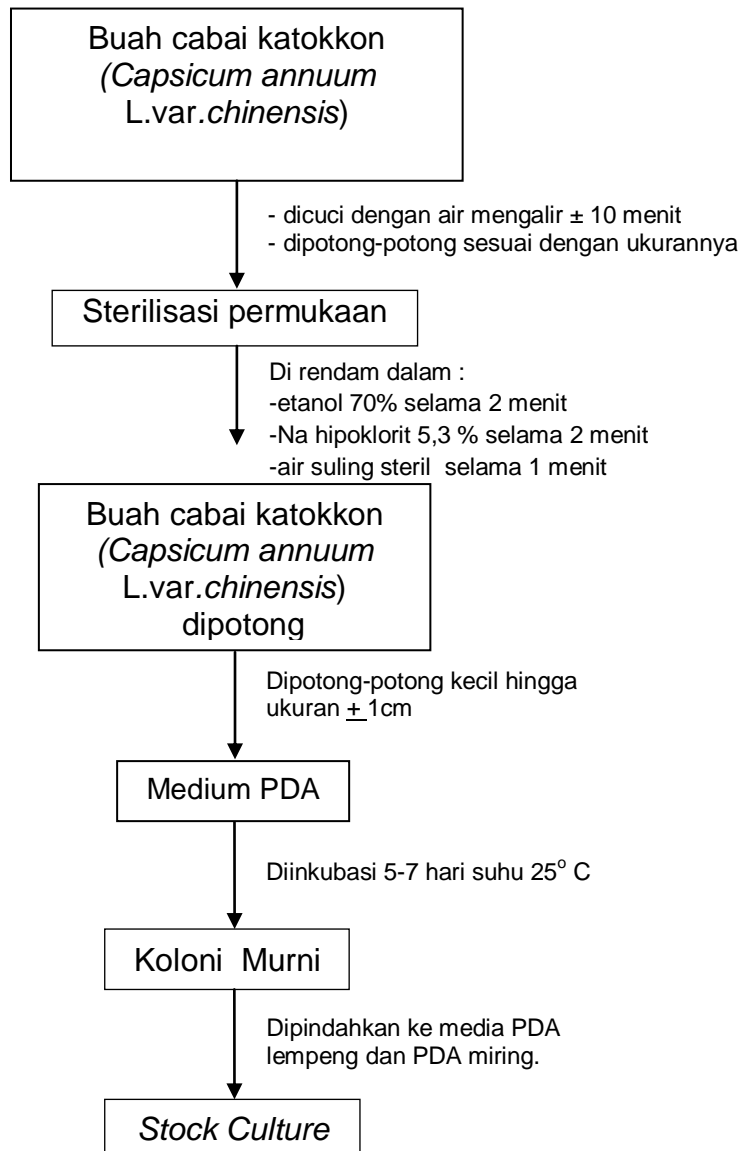 Buah cabai katokkon
(Capsicum annuum
L.var.chinensis)
- dicuci dengan air mengalir ± 10 menit
- dipotong-potong sesuai dengan ukurannya
Sterilisasi permukaan
Di rendam dalam :
-etanol 70% selama 2 menit
-Na hipoklorit 5,3 % selama 2 menit
-air suling steril selama 1 menit
Buah cabai katokkon
(Capsicum annuum
L.var.chinensis)
dipotong
Dipotong-potong kecil hingga
ukuran + 1cm
Medium PDA
Diinkubasi 5-7 hari suhu 25° C
Koloni Murni
Dipindahkan ke media PDA
lempeng dan PDA miring.
Stock Culture